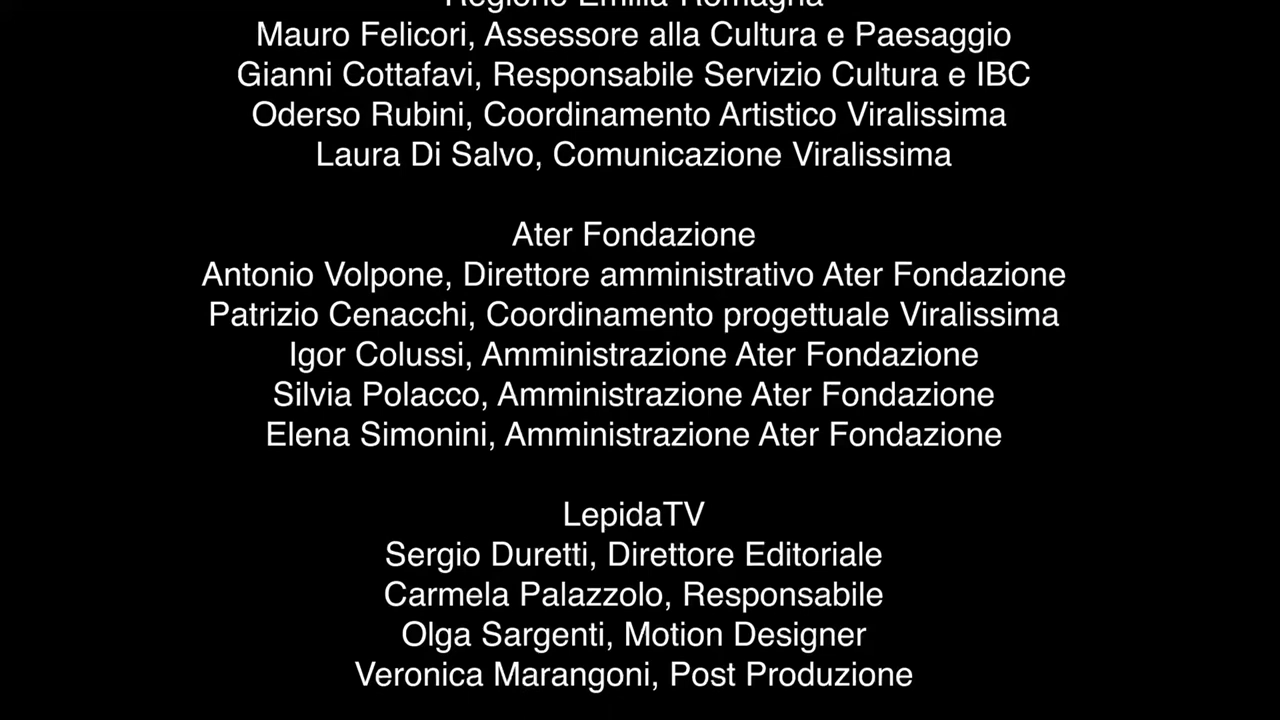 Regione Emilia Romagna
Mauro Felicori, Assessore alla Cultura e Paesaggio
Gianni Cottafavi, Responsabile Servizio Cultura e IBC
Oderso Rubini, Coordinamento Artistico Viralissima
Laura Di Salvo, Comunicazione Viralissima
Ater Fondazione
Antonio Volpone, Direttore amministrativo Ater Fondazione
Patrizio Cenacchi, Coordinamento progettuale Viralissima
Igor Colussi, Amministrazione Ater Fondazione
Silvia Polacco, Amministrazione Ater Fondazione
Elena Simonini, Amministrazione Ater Fondazione
LepidaTV
Sergio Duretti, Direttore Editoriale
Carmela Palazzolo, Responsabile
Olga Sargenti, Motion Designer
Veronica Marangoni, Post Produzione